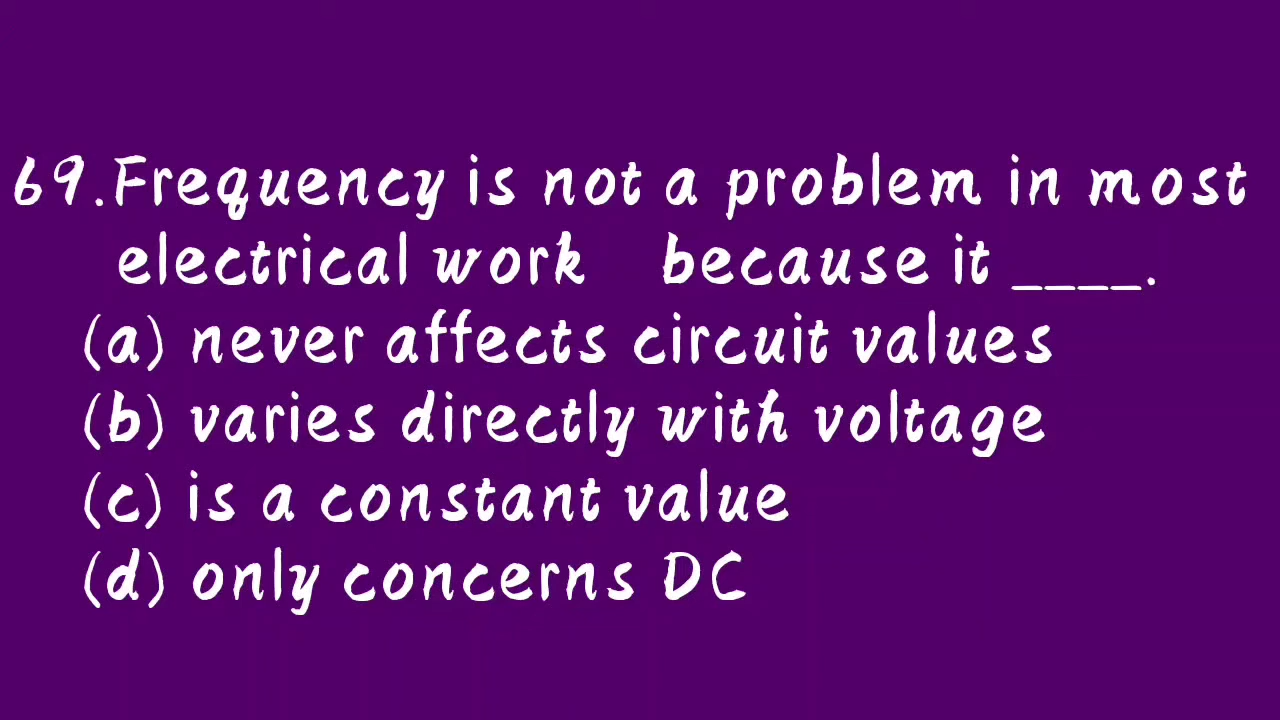 69.Frequency is not a problem in most
electrical work because it ____.
(a) never affects circuit values
(b) varies directly with voltage
(c) is a constant value
(d) only concerns DC